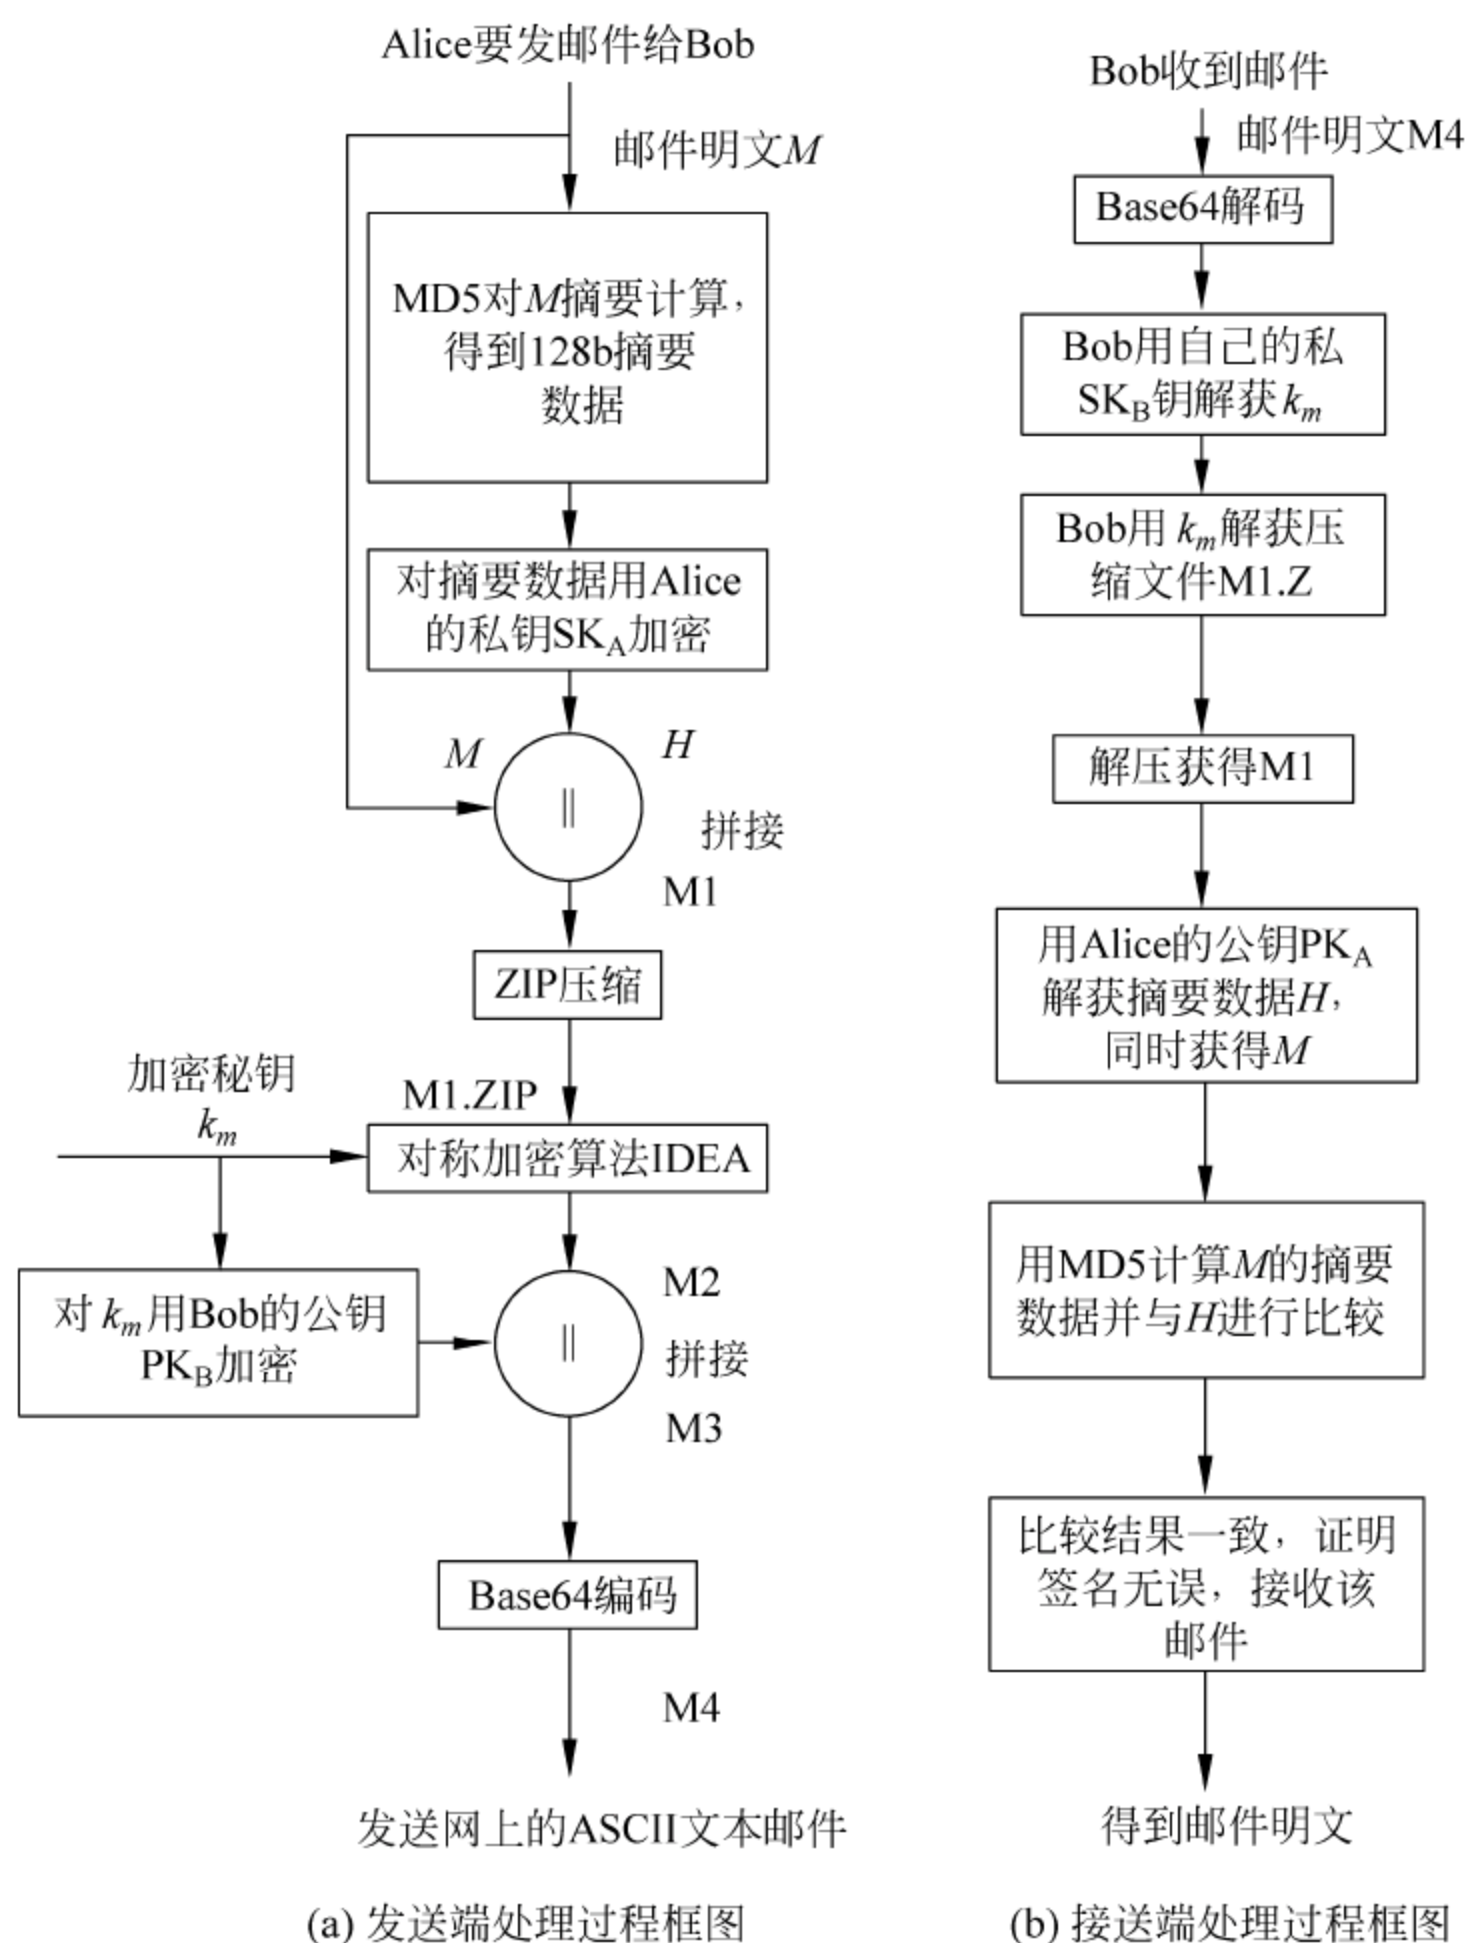 Alice要发邮件给Bob
邮件明文M
MD5对M摘要计算，
得到128b摘要
数据
对摘要数据用Alice
的私钥SKA加密
M
H
||
拼接
M1
ZIP压缩
加密秘钥
km
M1.ZIP
对称加密算法IDEA
对km用Bob的公钥
PKB加密
M2
||
拼接
M3
Base64编码
M4
发送网上的ASCII文本邮件
(a) 发送端处理过程框图
Bob收到邮件
邮件明文M4
Base64解码
Bob用自己的私
SKB钥解获km
Bob用km解获压
缩文件M1.Z
解压获得M1
用Alice的公钥PKA
解获摘要数据H，
同时获得M
用MD5计算M的摘要
数据并与H进行比较
比较结果一致，证明
签名无误，接收该
邮件
得到邮件明文
(b) 接送端处理过程框图